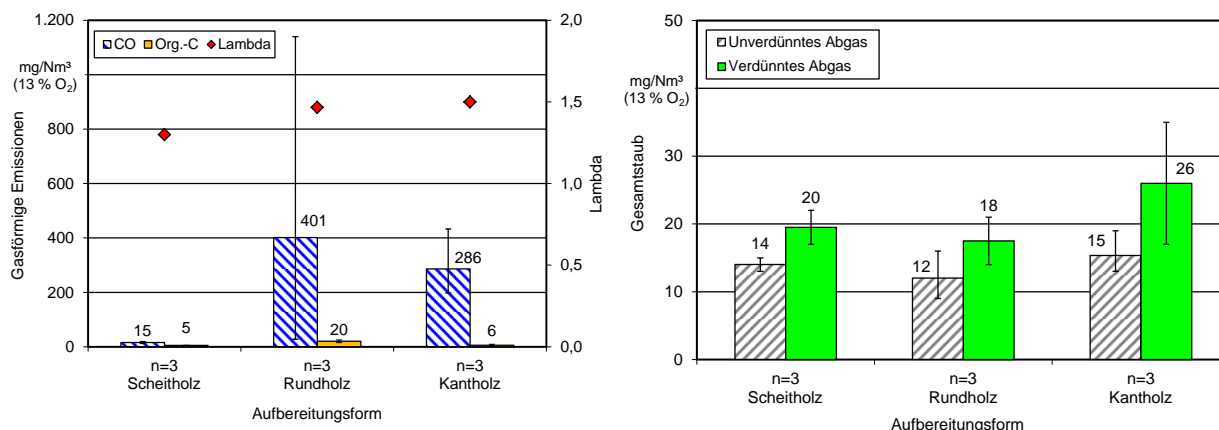 1.200
2,0
CO
Org.-C
Lambda
mg/Nm³
(13 % O₂)
800
1,5
600
1,0
400
401
286
0,5
200
15
5
20
6
0
0,0
Gasförmige Emissionen
Lambda
n=3
n=3
n=3
Scheitholz
Rundholz
Kantholz
Aufbereitungsform
50
Unverdünntes Abgas
Verdünntes Abgas
mg/Nm³
(13 % O₂)
30
20
10
0
Gesamtstaub
14
20
12
18
15
26
n=3
n=3
n=3
Scheitholz
Rundholz
Kantholz
Aufbereitungsform